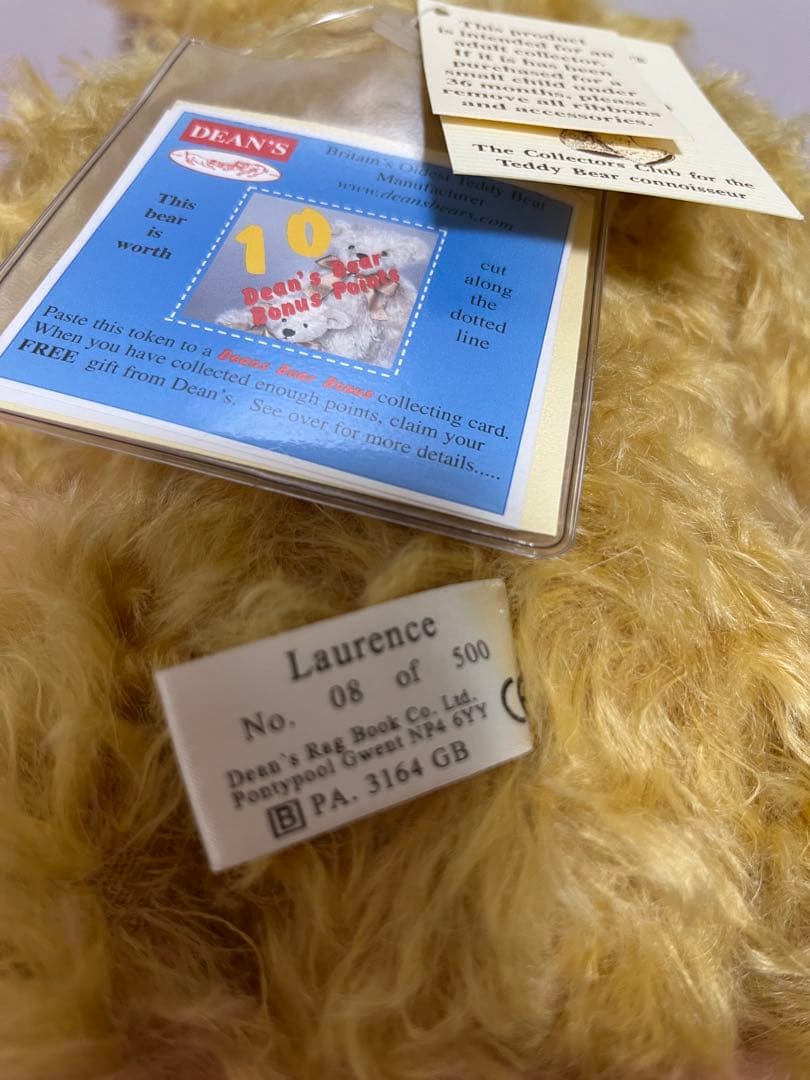 This product
is intended for an
adult collector.
If it is has been
purchased for a
small child under
36 months, please
remove all ribbons
and accessories.
®
The Collectors Club for the
Teddy Bear connoisseur
DEAN'S
Britain's Oldest Teddy Bear
Manufacturer
www.deansbears.com
This
bear
is
worth
10
Dean's Bear
Bonus Points
cut
along
the
dotted
line
Paste this token to a Deans Bear Bonus collecting card.
When you have collected enough points, claim your
FREE gift from Dean's. See over for more details.....
Laurence
No. 08 of 500
Dean's Rag Book Co. Ltd.
Pontypool Gwent NP4 6YY
CE
B PA. 3164 GB